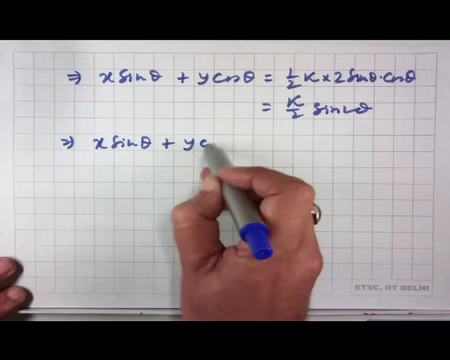 ⇒ x sinθ + y cosθ = 1/2 K × 2 sinθ·cosθ
= K/2 sin2θ
⇒ x sinθ + y c
ETSC, IIT DELHI